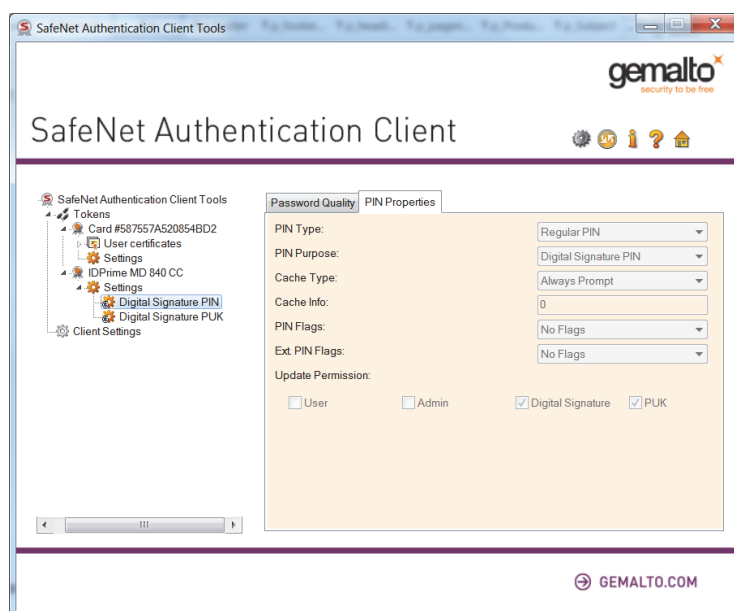 SafeNet Authentication Client Tools
gemalto
security to be free
SafeNet Authentication Client
SafeNet Authentication Client Tools
Tokens
Card #587557A520854BD2
User certificates
Settings
IDPrime MD 840 CC
Settings
Digital Signature PIN
Digital Signature PUK
Client Settings
Password Quality
PIN Properties
PIN Type:
Regular PIN
PIN Purpose:
Digital Signature PIN
Cache Type:
Always Prompt
Cache Info:
0
PIN Flags:
No Flags
Ext. PIN Flags:
No Flags
Update Permission:
User
Admin
Digital Signature
PUK
GEMALTO.COM